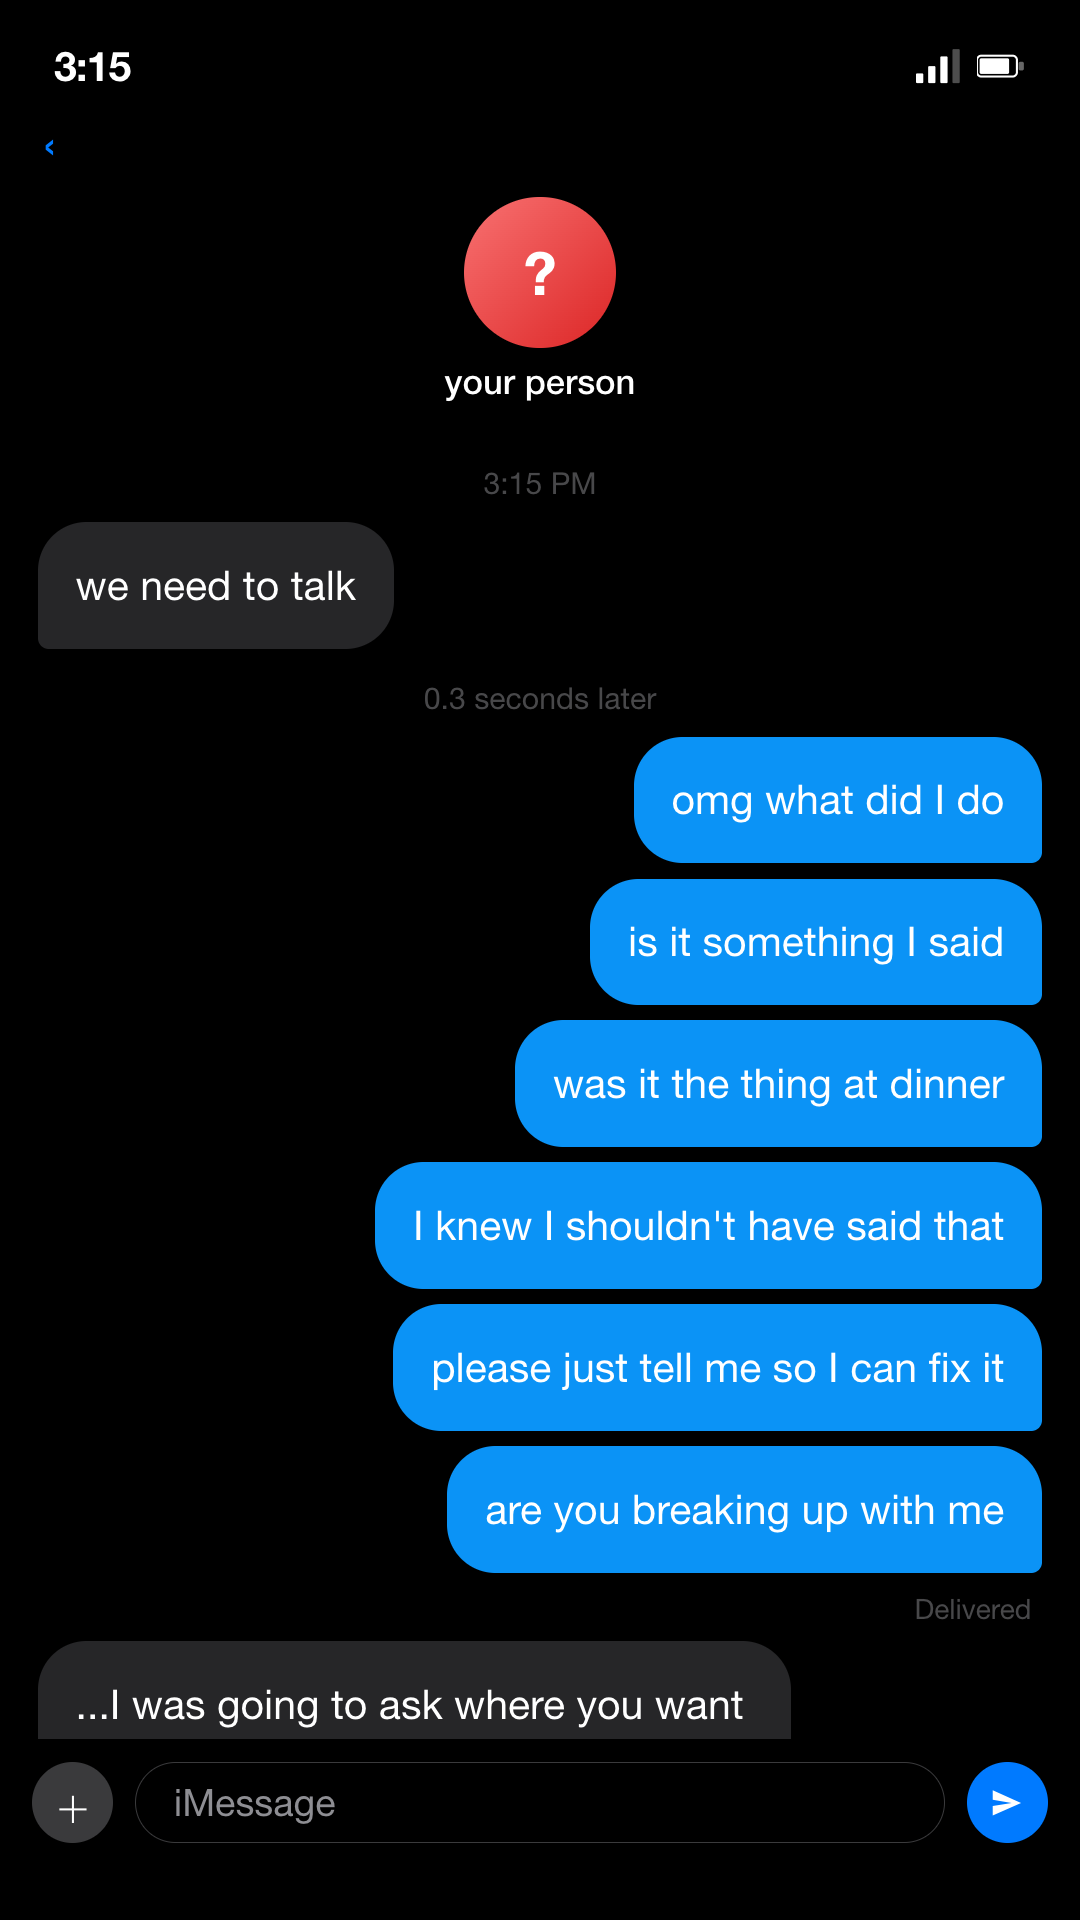 3:15
?
your person
3:15 PM
we need to talk
0.3 seconds later
omg what did I do
is it something I said
was it the thing at dinner
I knew I shouldn't have said that
please just tell me so I can fix it
are you breaking up with me
Delivered
...I was going to ask where you want
iMessage